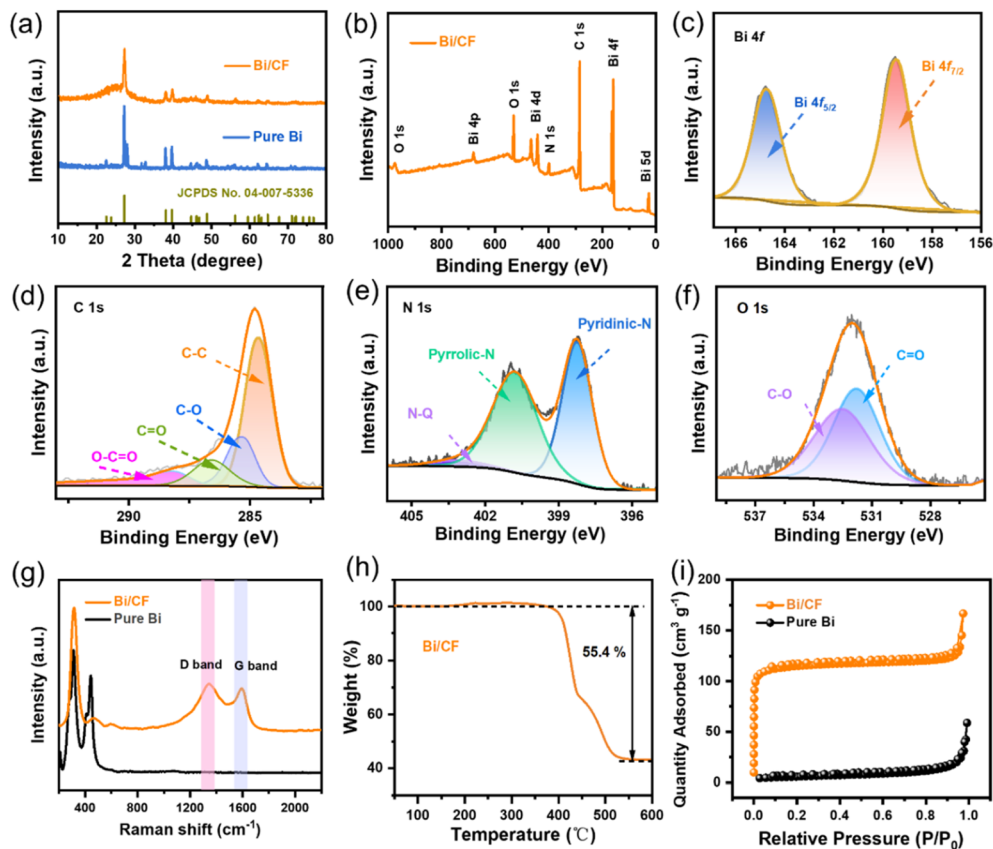 (a)
Bi/CF
Pure Bi
JCPDS No. 04-007-5336
Intensity (a.u.)
10 20 30 40 50 60 70 80
2 Theta (degree)
(b)
Bi/CF
O 1s
Bi 4p
O 1s
Bi 4d
N 1s
C 1s
Bi 4f
Bi 5d
Intensity (a.u.)
1000 800 600 400 200 0
Binding Energy (eV)
(c)
Bi 4f
Bi 4f5/2
Bi 4f7/2
Intensity (a.u.)
166 164 162 160 158 156
Binding Energy (eV)
(d)
C 1s
C-C
C-O
C=O
O-C=O
Intensity (a.u.)
290 285
Binding Energy (eV)
(e)
N 1s
Pyridinic-N
Pyrrolic-N
N-Q
Intensity (a.u.)
405 402 399 396
Binding Energy (eV)
(f)
O 1s
C=O
C-O
Intensity (a.u.)
537 534 531 528
Binding Energy (eV)
(g)
Bi/CF
Pure Bi
D band
G band
Intensity (a.u.)
400 800 1200 1600 2000
Raman shift (cm-1)
(h)
Bi/CF
55.4 %
Weight (%)
100
80
60
40
100 200 300 400 500 600
Temperature (℃)
(i)
Bi/CF
Pure Bi
Quantity Adsorbed (cm3 g-1)
200
150
100
50
0
0.0 0.2 0.4 0.6 0.8 1.0
Relative Pressure (P/P0)